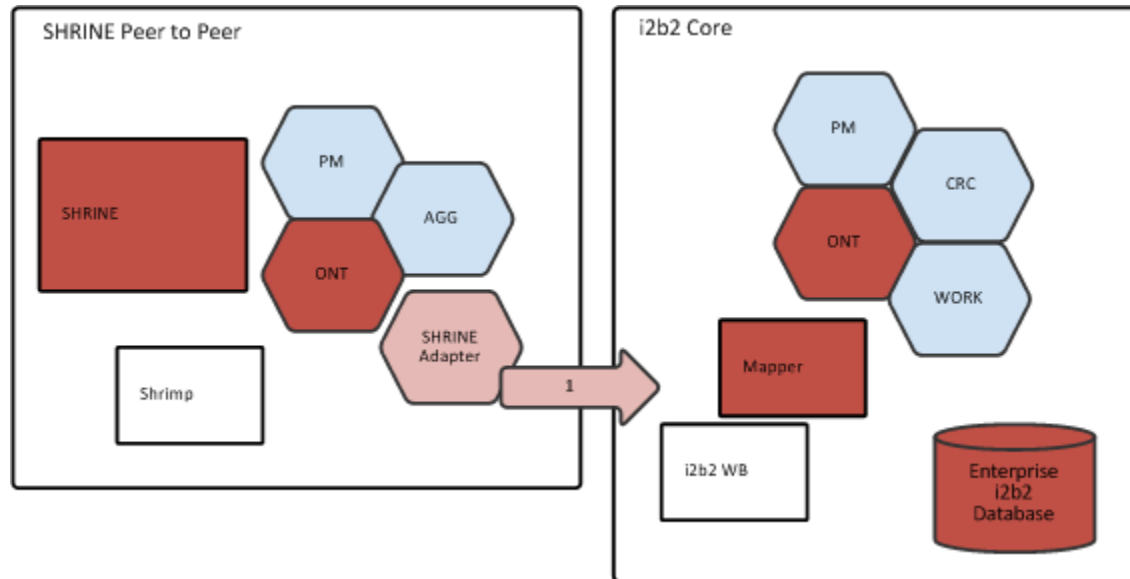 SHRINE Peer to Peer
PM
SHRINE
AGG
ONT
SHRINE
Adapter
1
Shrimp
i2b2 Core
PM
CRC
ONT
WORK
Mapper
i2b2 WB
Enterprise
i2b2
Database